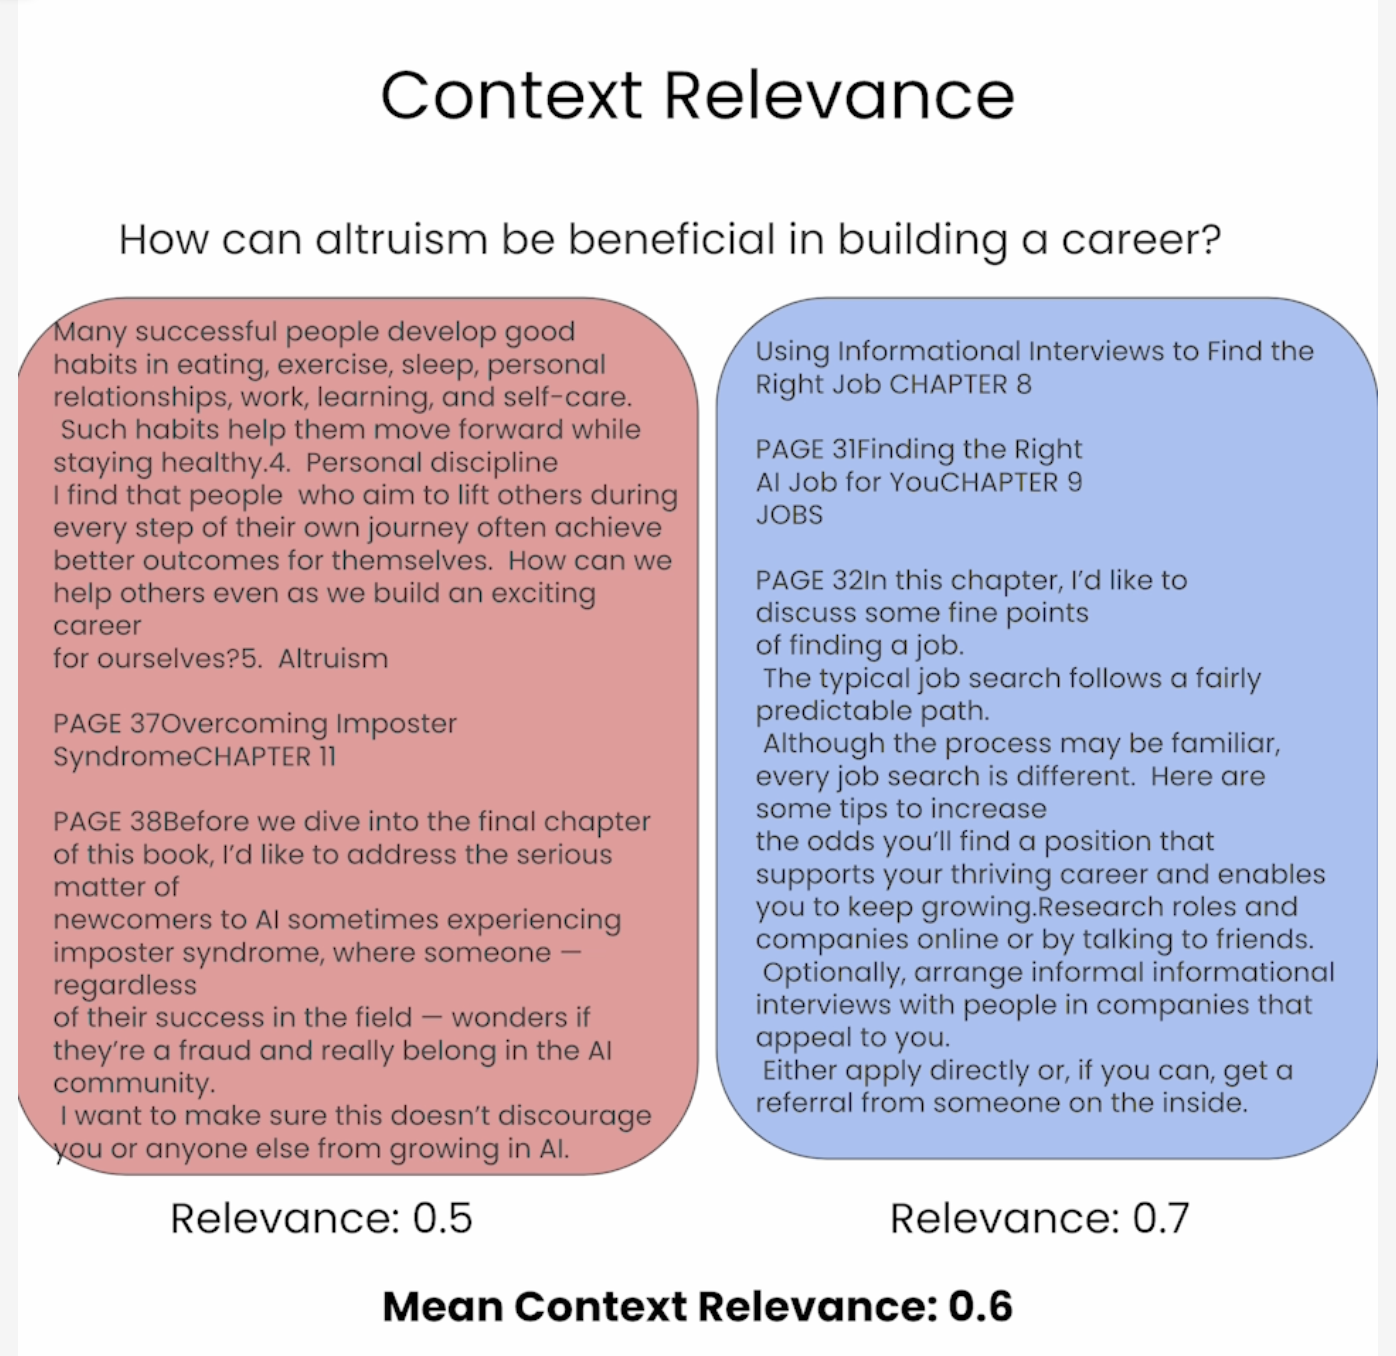 Context Relevance
How can altruism be beneficial in building a career?
Many successful people develop good
habits in eating, exercise, sleep, personal
relationships, work, learning, and self-care.
Such habits help them move forward while
staying healthy.4. Personal discipline
I find that people who aim to lift others during
every step of their own journey often achieve
better outcomes for themselves. How can we
help others even as we build an exciting
career
for ourselves?5. Altruism
PAGE 37Overcoming Imposter
SyndromeCHAPTER 11
PAGE 38Before we dive into the final chapter
of this book, I'd like to address the serious
matter of
newcomers to AI sometimes experiencing
imposter syndrome, where someone —
regardless
of their success in the field — wonders if
they're a fraud and really belong in the AI
community.
I want to make sure this doesn't discourage
you or anyone else from growing in AI.
Relevance: 0.5
Using Informational Interviews to Find the
Right Job CHAPTER 8
PAGE 31Finding the Right
AI Job for YouCHAPTER 9
JOBS
PAGE 32In this chapter, I'd like to
discuss some fine points
of finding a job.
The typical job search follows a fairly
predictable path.
Although the process may be familiar,
every job search is different. Here are
some tips to increase
the odds you'll find a position that
supports your thriving career and enables
you to keep growing.Research roles and
companies online or by talking to friends.
Optionally, arrange informal informational
interviews with people in companies that
appeal to you.
Either apply directly or, if you can, get a
referral from someone on the inside.
Relevance: 0.7
Mean Context Relevance: 0.6